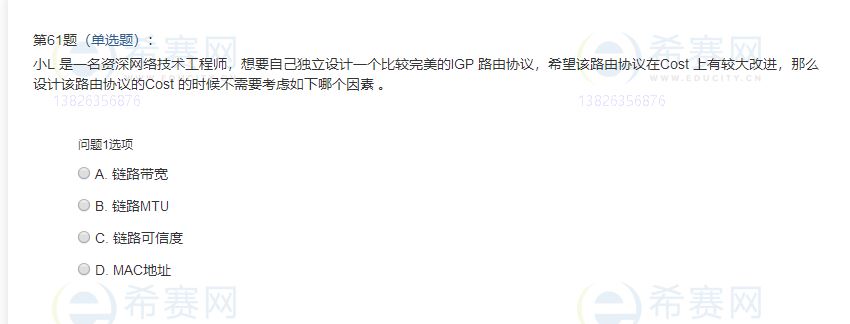 第61题（单选题）：
小L 是一名资深网络技术工程师，想要自己独立设计一个比较完美的IGP 路由协议，希望该路由协议在Cost 上有较大改进，那么
设计该路由协议的Cost 的时候不需要考虑如下哪个因素 。
希赛网
WWW.EDUCITY.CN
13826356876
13826356876
问题1选项
A. 链路带宽
B. 链路MTU
C. 链路可信度
D. MAC地址
希赛网
希赛网